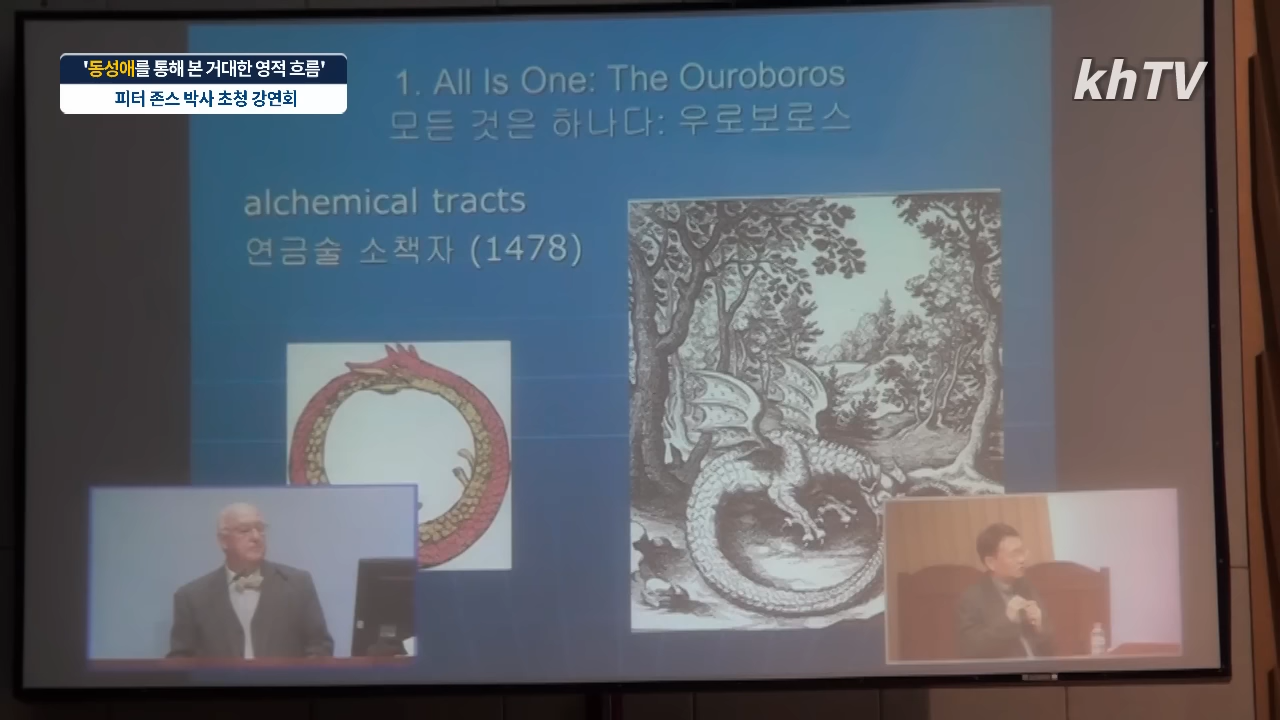 '동성애를 통해 본 거대한 영적 흐름'
피터 존스 박사 초청 강연회
khTV
1. All Is One: The Ouroboros
모든 것은 하나다: 우로보로스
alchemical tracts
연금술 소책자 (1478)